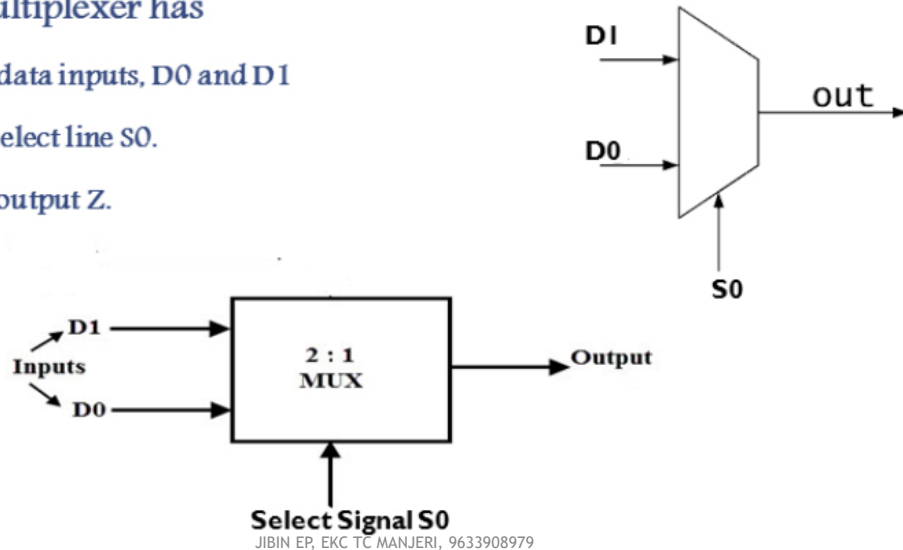 ultiplexer has
data inputs, D0 and D1
elect line S0.
output Z.
D1
D0
out
S0
D1
Inputs
D0
2 : 1
MUX
Output
Select Signal S0
JIBIN EP, EKC TC MANJERI, 9633908979